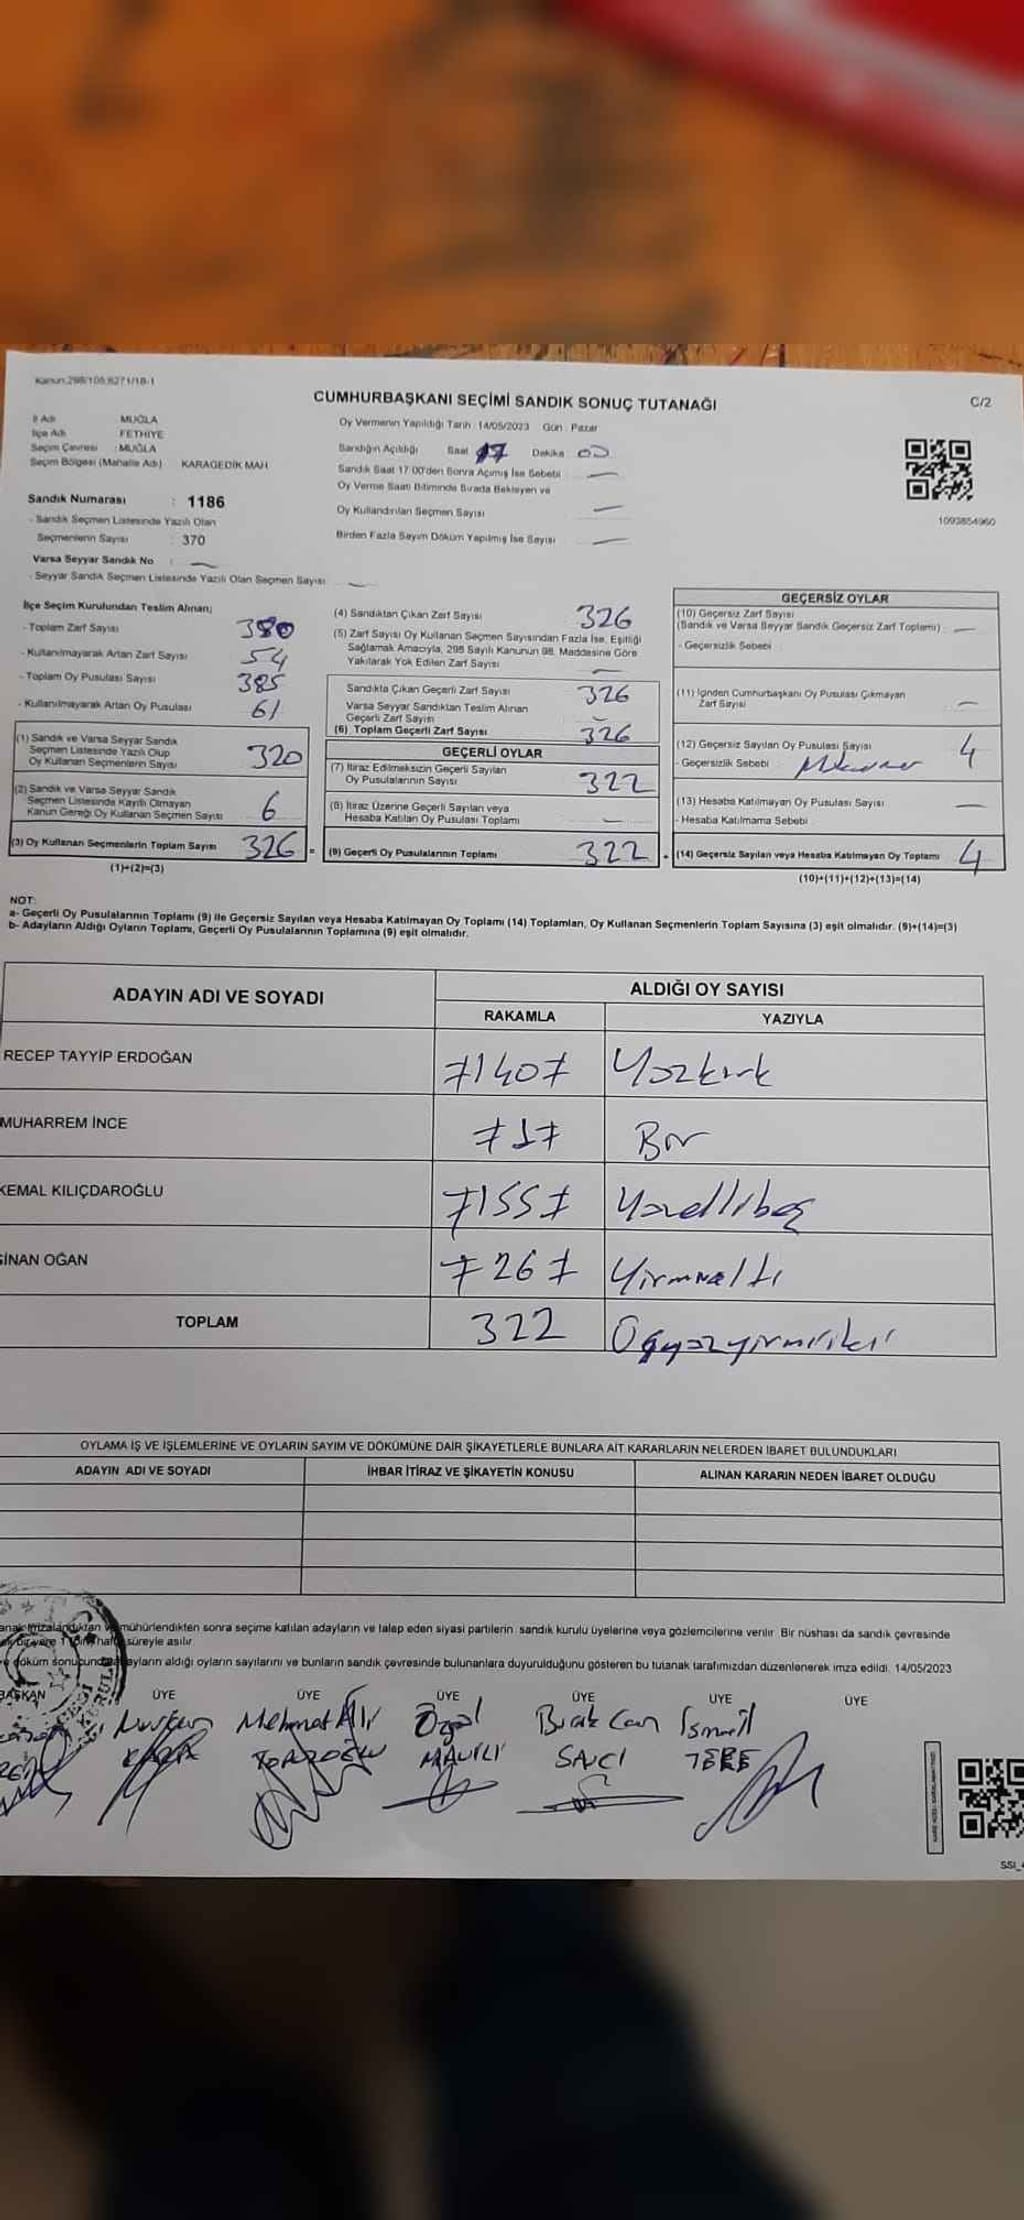 Kanun:298/105,6271/18-1
CUMHURBAŞKANI SEÇİMİ SANDIK SONUÇ TUTANAĞI
C/2
İl Adı : MUĞLA
İlçe Adı : FETHİYE
Seçim Çevresi : MUĞLA
Seçim Bölgesi (Mahalle Adı) KARAGEDİK MAH
Oy Vermenin Yapıldığı Tarih : 14/05/2023 Gün : Pazar
Sandığın Açıldığı Saat 17 Dakika 00
Sandık Saat 17:00'den Sonra Açılmış İse Sebebi —
Oy Verme Saati Bitiminde Sırada Bekleyen ve
Oy Kullandırılan Seçmen Sayısı —
Birden Fazla Sayım Döküm Yapılmış İse Sayısı —
1093854960
Sandık Numarası : 1186
- Sandık Seçmen Listesinde Yazılı Olan
Seçmenlerin Sayısı : 370
Varsa Seyyar Sandık No : —
- Seyyar Sandık Seçmen Listesinde Yazılı Olan Seçmen Sayısı : —
İlçe Seçim Kurulundan Teslim Alınan;
- Toplam Zarf Sayısı 380
- Kullanılmayarak Artan Zarf Sayısı 54
- Toplam Oy Pusulası Sayısı 385
- Kullanılmayarak Artan Oy Pusulası 61
(1) Sandık ve Varsa Seyyar Sandık
Seçmen Listesinde Yazılı Olup
Oy Kullanan Seçmenlerin Sayısı 320
(2) Sandık ve Varsa Seyyar Sandık
Seçmen Listesinde Kayıtlı Olmayan
Kanun Gereği Oy Kullanan Seçmen Sayısı 6
(3) Oy Kullanan Seçmenlerin Toplam Sayısı 326 =
(1)+(2)=(3)
(4) Sandıktan Çıkan Zarf Sayısı 326
(5) Zarf Sayısı Oy Kullanan Seçmen Sayısından Fazla İse, Eşitliği
Sağlamak Amacıyla, 298 Sayılı Kanunun 98. Maddesine Göre
Yakılarak Yok Edilen Zarf Sayısı —
Sandıkta Çıkan Geçerli Zarf Sayısı 326
Varsa Seyyar Sandıktan Teslim Alınan
Geçerli Zarf Sayısı —
(6) Toplam Geçerli Zarf Sayısı 326
GEÇERLİ OYLAR
(7) İtiraz Edilmeksizin Geçerli Sayılan
Oy Pusulalarının Sayısı 322
(8) İtiraz Üzerine Geçerli Sayılan veya
Hesaba Katılan Oy Pusulası Toplamı —
(9) Geçerli Oy Pusulalarının Toplamı 322 +
GEÇERSİZ OYLAR
(10) Geçersiz Zarf Sayısı
(Sandık ve Varsa Seyyar Sandık Geçersiz Zarf Toplamı) : —
- Geçersizlik Sebebi :
(11) İçinden Cumhurbaşkanı Oy Pusulası Çıkmayan
Zarf Sayısı —
(12) Geçersiz Sayılan Oy Pusulası Sayısı 4
- Geçersizlik Sebebi :
(13) Hesaba Katılmayan Oy Pusulası Sayısı —
- Hesaba Katılmama Sebebi :
(14) Geçersiz Sayılan veya Hesaba Katılmayan Oy Toplamı 4
(10)+(11)+(12)+(13)=(14)
NOT:
a- Geçerli Oy Pusulalarının Toplamı (9) ile Geçersiz Sayılan veya Hesaba Katılmayan Oy Toplamı (14) Toplamları, Oy Kullanan Seçmenlerin Toplam Sayısına (3) eşit olmalıdır. (9)+(14)=(3)
b- Adayların Aldığı Oyların Toplamı, Geçerli Oy Pusulalarının Toplamına (9) eşit olmalıdır.
ADAYIN ADI VE SOYADI
ALDIĞI OY SAYISI
RAKAMLA YAZIYLA
RECEP TAYYİP ERDOĞAN ≠140≠ Yüzkırk
MUHARREM İNCE ≠1≠ Bir
KEMAL KILIÇDAROĞLU ≠155≠ Yüzellibeş
SİNAN OĞAN ≠26≠ Yirmialtı
TOPLAM 322 Üçyüzyirmiiki
OYLAMA İŞ VE İŞLEMLERİNE VE OYLARIN SAYIM VE DÖKÜMÜNE DAİR ŞİKAYETLERLE BUNLARA AİT KARARLARIN NELERDEN İBARET BULUNDUKLARI
ADAYIN ADI VE SOYADI İHBAR İTİRAZ VE ŞİKAYETİN KONUSU ALINAN KARARIN NEDEN İBARET OLDUĞU
mühürlendikten sonra seçime katılan adayların ve talep eden siyasi partilerin sandık kurulu üyelerine veya gözlemcilerine verilir. Bir nüshası da sandık çevresinde
süreyle asılır.
döküm sonucunda adayların aldığı oyların sayılarını ve bunların sandık çevresinde bulunanlara duyurulduğunu gösteren bu tutanak tarafımızdan düzenlenerek imza edildi. 14/05/2023
BAŞKAN ÜYE ÜYE ÜYE ÜYE ÜYE ÜYE
Nurten Mehmet Ali Özal Burak Can İsmail
KARA MAVİLİ SAVCI TERE
SSI_